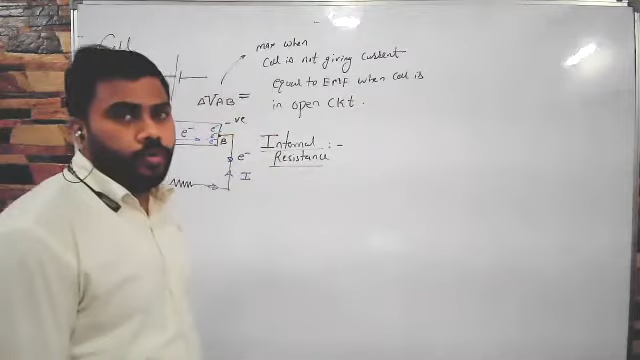 Cell
max when
Cell is not giving current
equal to EMF when Cell is
ΔVAB =
in open CKt.
-ve
e-
e-
B
Internal :-
Resistance
e-
I